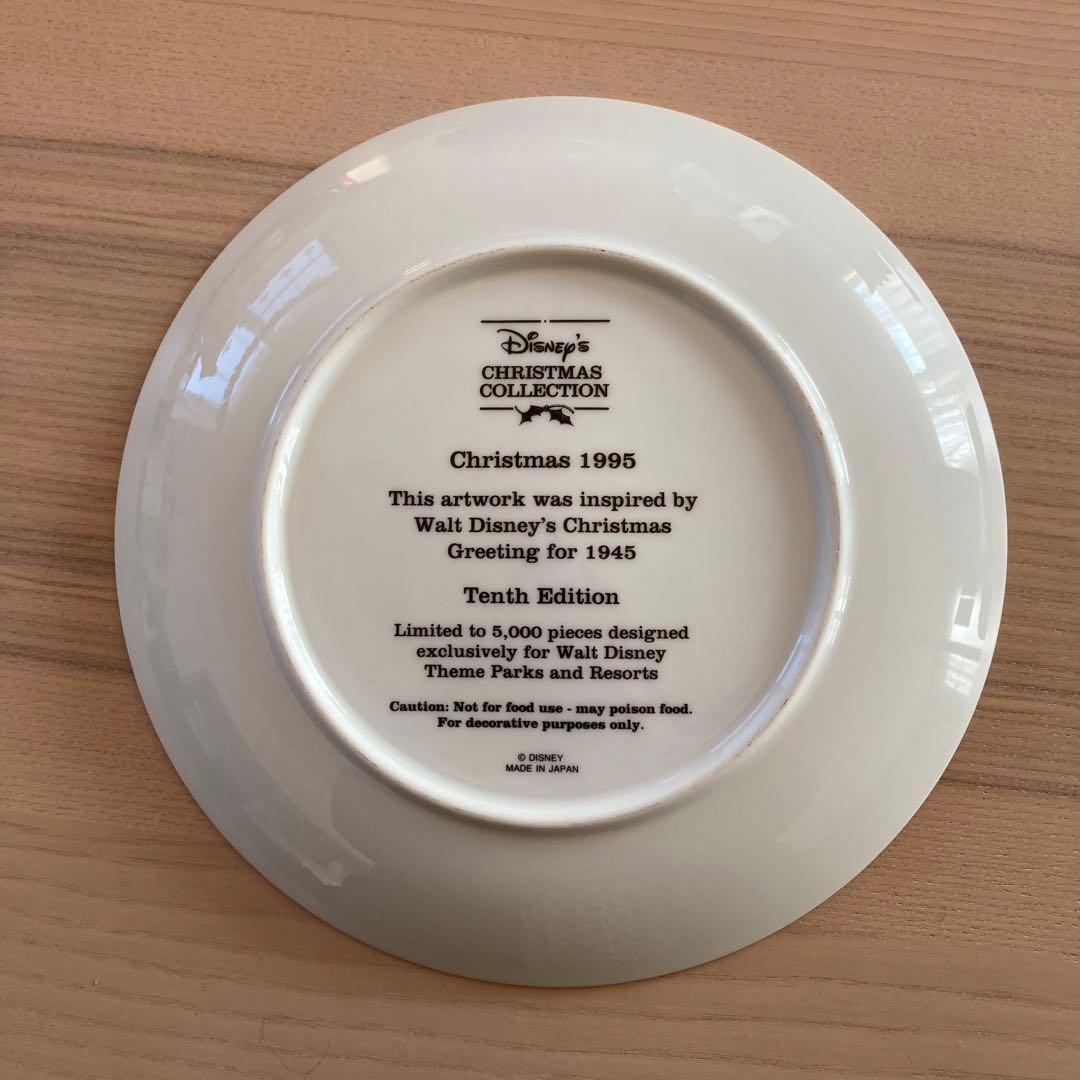 Disney's
CHRISTMAS
COLLECTION
Christmas 1995
This artwork was inspired by
Walt Disney's Christmas
Greeting for 1945
Tenth Edition
Limited to 5,000 pieces designed
exclusively for Walt Disney
Theme Parks and Resorts
Caution: Not for food use - may poison food.
For decorative purposes only.
© DISNEY
MADE IN JAPAN